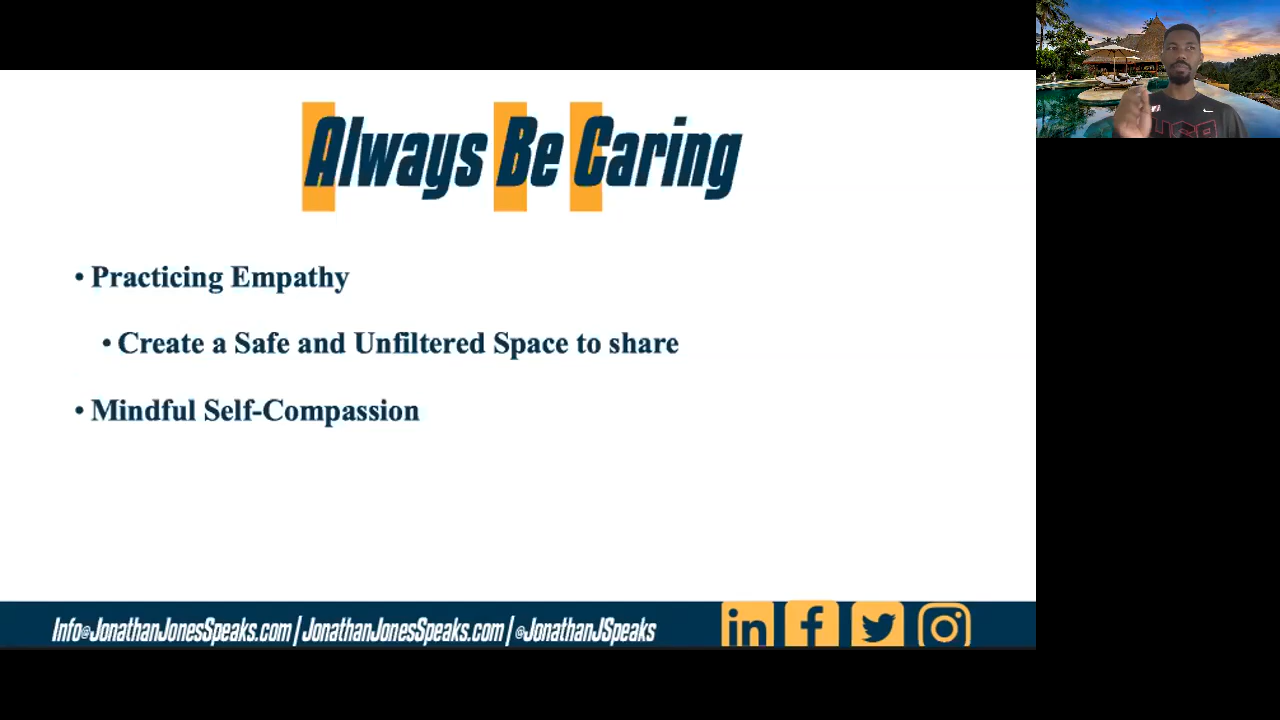 Always Be Caring
• Practicing Empathy
• Create a Safe and Unfiltered Space to share
• Mindful Self-Compassion
Info@JonathanJonesSpeaks.com | JonathanJonesSpeaks.com | @JonathanJSpeaks
USA